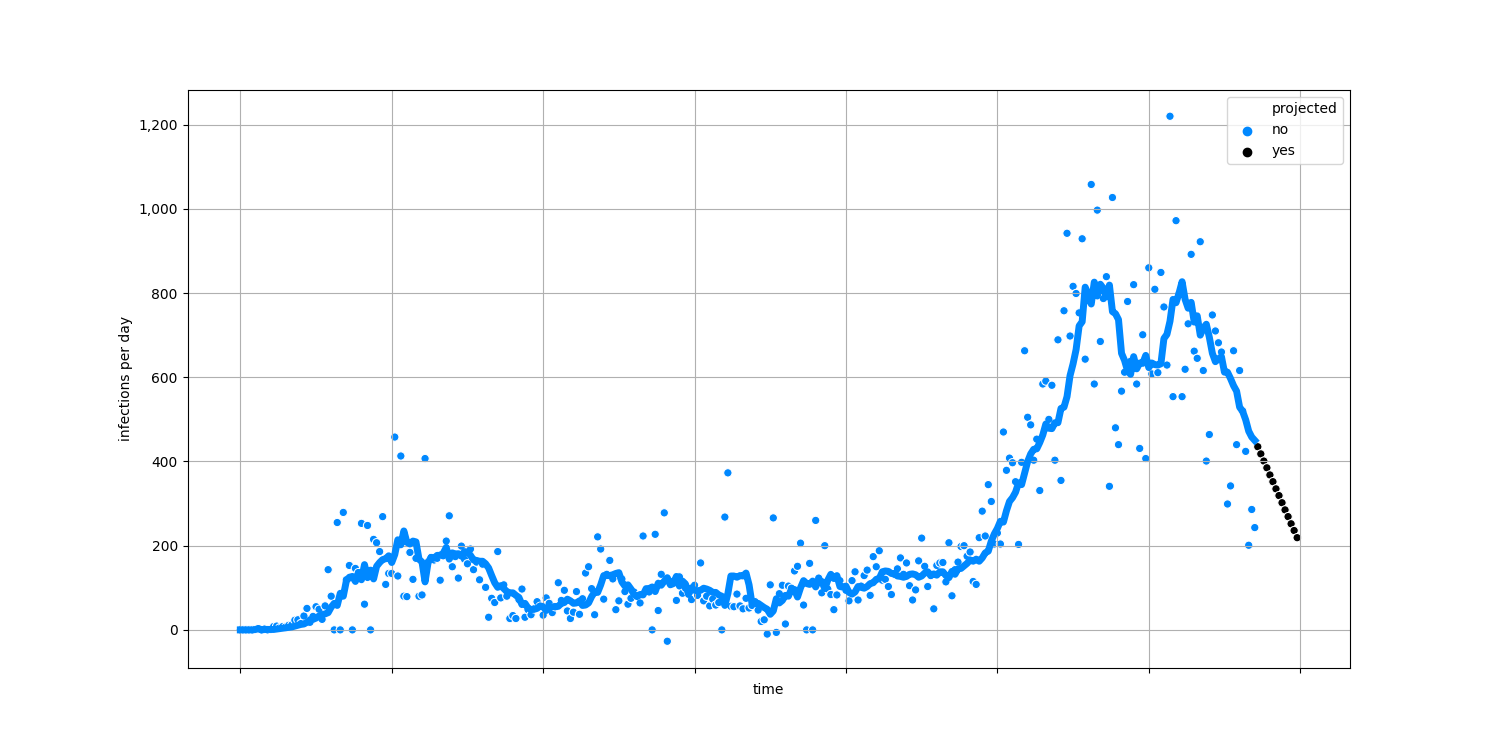 projected
no
yes
1,200
1,000
800
600
400
200
0
infections per day
time